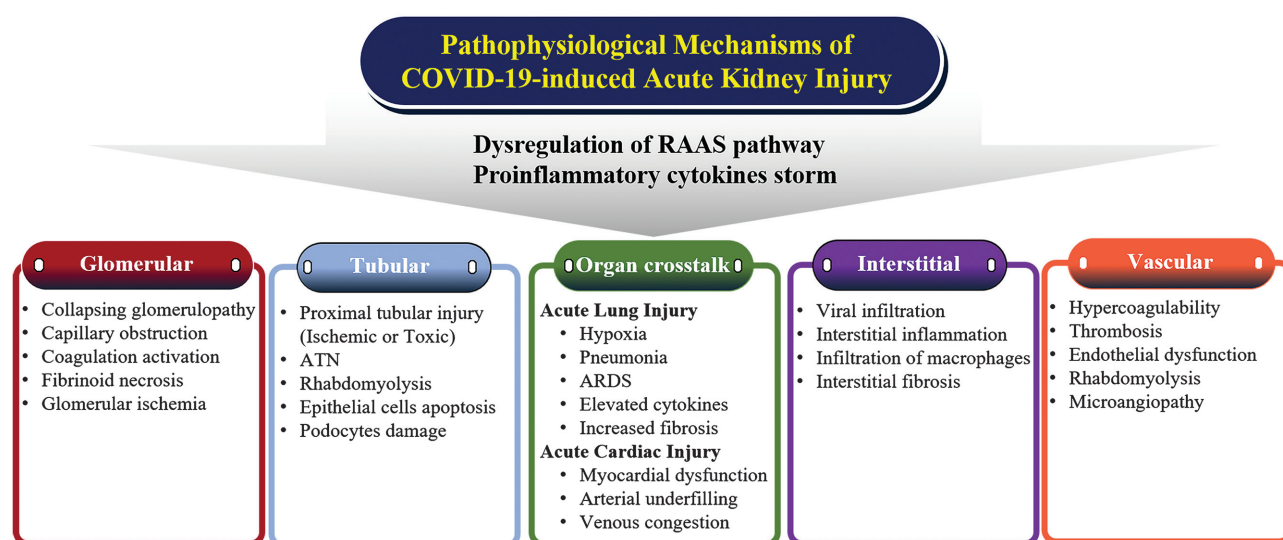 Pathophysiological Mechanisms of
COVID-19-induced Acute Kidney Injury
Dysregulation of RAAS pathway
Proinflammatory cytokines storm
Glomerular
• Collapsing glomerulopathy
• Capillary obstruction
• Coagulation activation
• Fibrinoid necrosis
• Glomerular ischemia
Tubular
• Proximal tubular injury
(Ischemic or Toxic)
• ATN
• Rhabdomyolysis
• Epithelial cells apoptosis
• Podocytes damage
Organ crosstalk
Acute Lung Injury
• Hypoxia
• Pneumonia
• ARDS
• Elevated cytokines
• Increased fibrosis
Acute Cardiac Injury
• Myocardial dysfunction
• Arterial underfilling
• Venous congestion
Interstitial
• Viral infiltration
• Interstitial inflammation
• Infiltration of macrophages
• Interstitial fibrosis
Vascular
• Hypercoagulability
• Thrombosis
• Endothelial dysfunction
• Rhabdomyolysis
• Microangiopathy